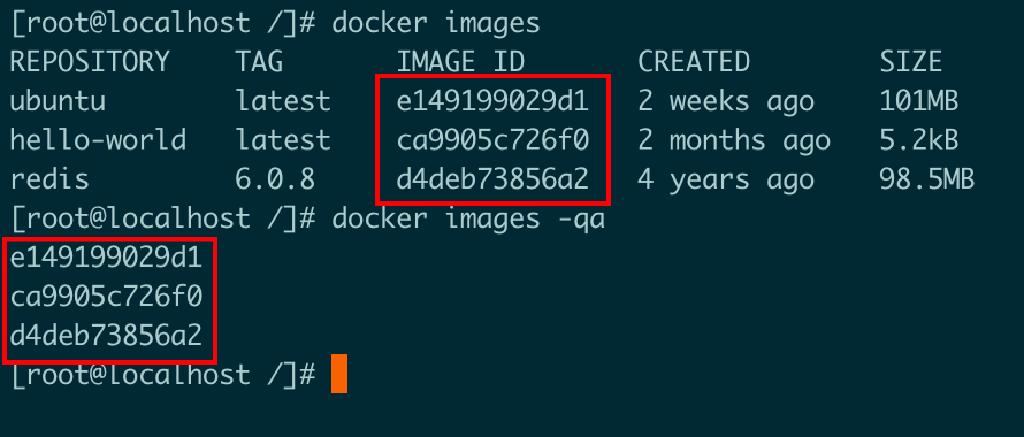 [root@localhost /]# docker images
REPOSITORY    TAG       IMAGE ID       CREATED        SIZE
ubuntu        latest    e149199029d1   2 weeks ago    101MB
hello-world   latest    ca9905c726f0   2 months ago   5.2kB
redis         6.0.8     d4deb73856a2   4 years ago    98.5MB
[root@localhost /]# docker images -qa
e149199029d1
ca9905c726f0
d4deb73856a2
[root@localhost /]#